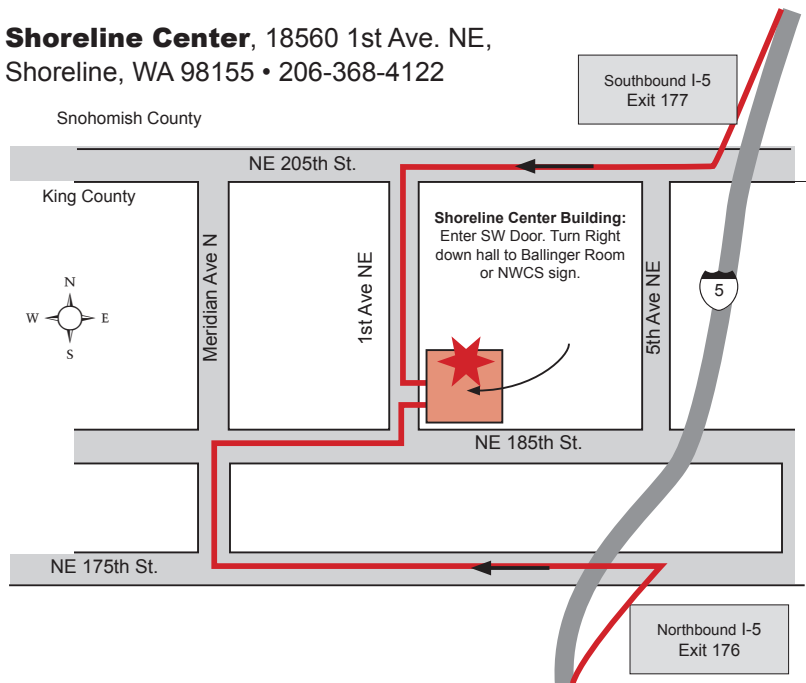 Shoreline Center, 18560 1st Ave. NE,
Shoreline, WA 98155 • 206-368-4122
Southbound I-5
Exit 177
Snohomish County
NE 205th St.
King County
Shoreline Center Building:
Enter SW Door. Turn Right
down hall to Ballinger Room
or NWCS sign.
Meridian Ave N
1st Ave NE
5th Ave NE
5
N
W E
S
NE 185th St.
NE 175th St.
Northbound I-5
Exit 176